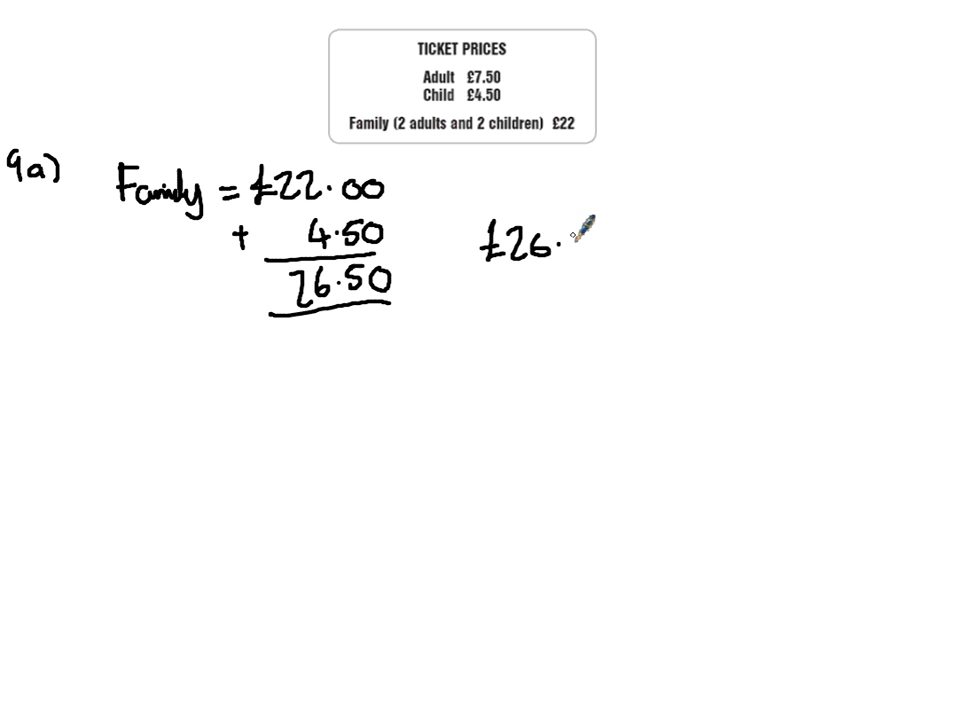 TICKET PRICES
Adult £7.50
Child £4.50
Family (2 adults and 2 children) £22
9a) Family = £22.00
+ 4.50 £26.
26.50